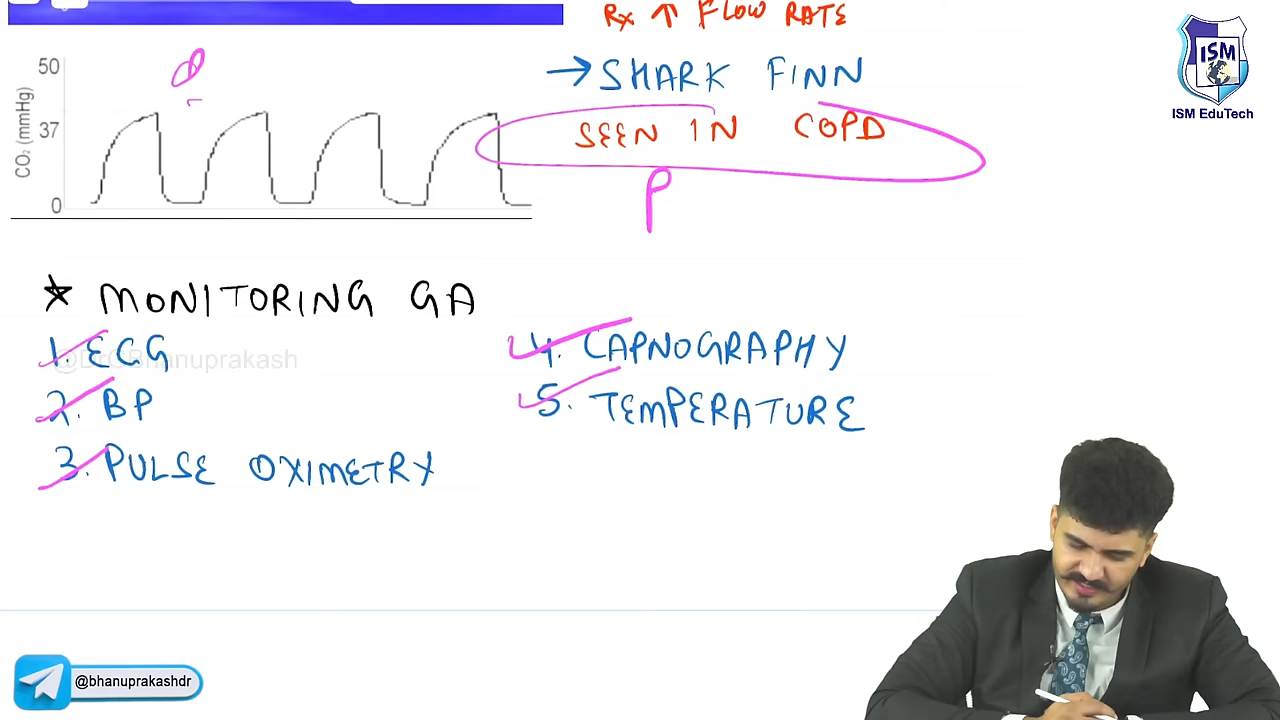 Rx ↑ FLOW RATE
→ SHARK FINN
SEEN IN COPD
P
50
37
0
CO₂ (mmHg)
ISM
ISM EduTech
★ MONITORING GA
1. ECG
2. BP
3. PULSE OXIMETRY
4. CAPNOGRAPHY
5. TEMPERATURE
Bhanuprakash
@bhanuprakashdr